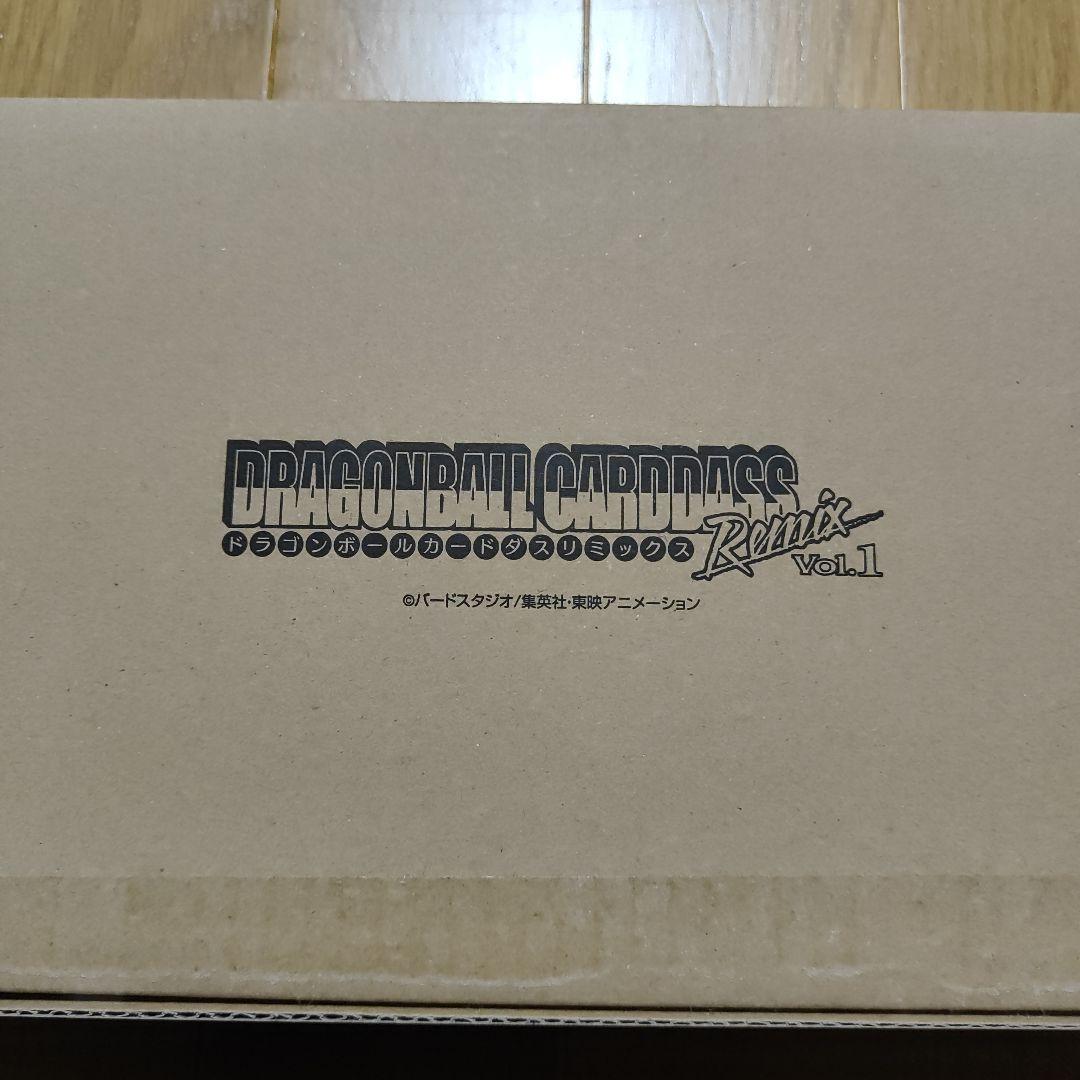 DRAGONBALL CARDDASS
ドラゴンボールカードダスリミックス Remix Vol.1
©バードスタジオ/集英社・東映アニメーション